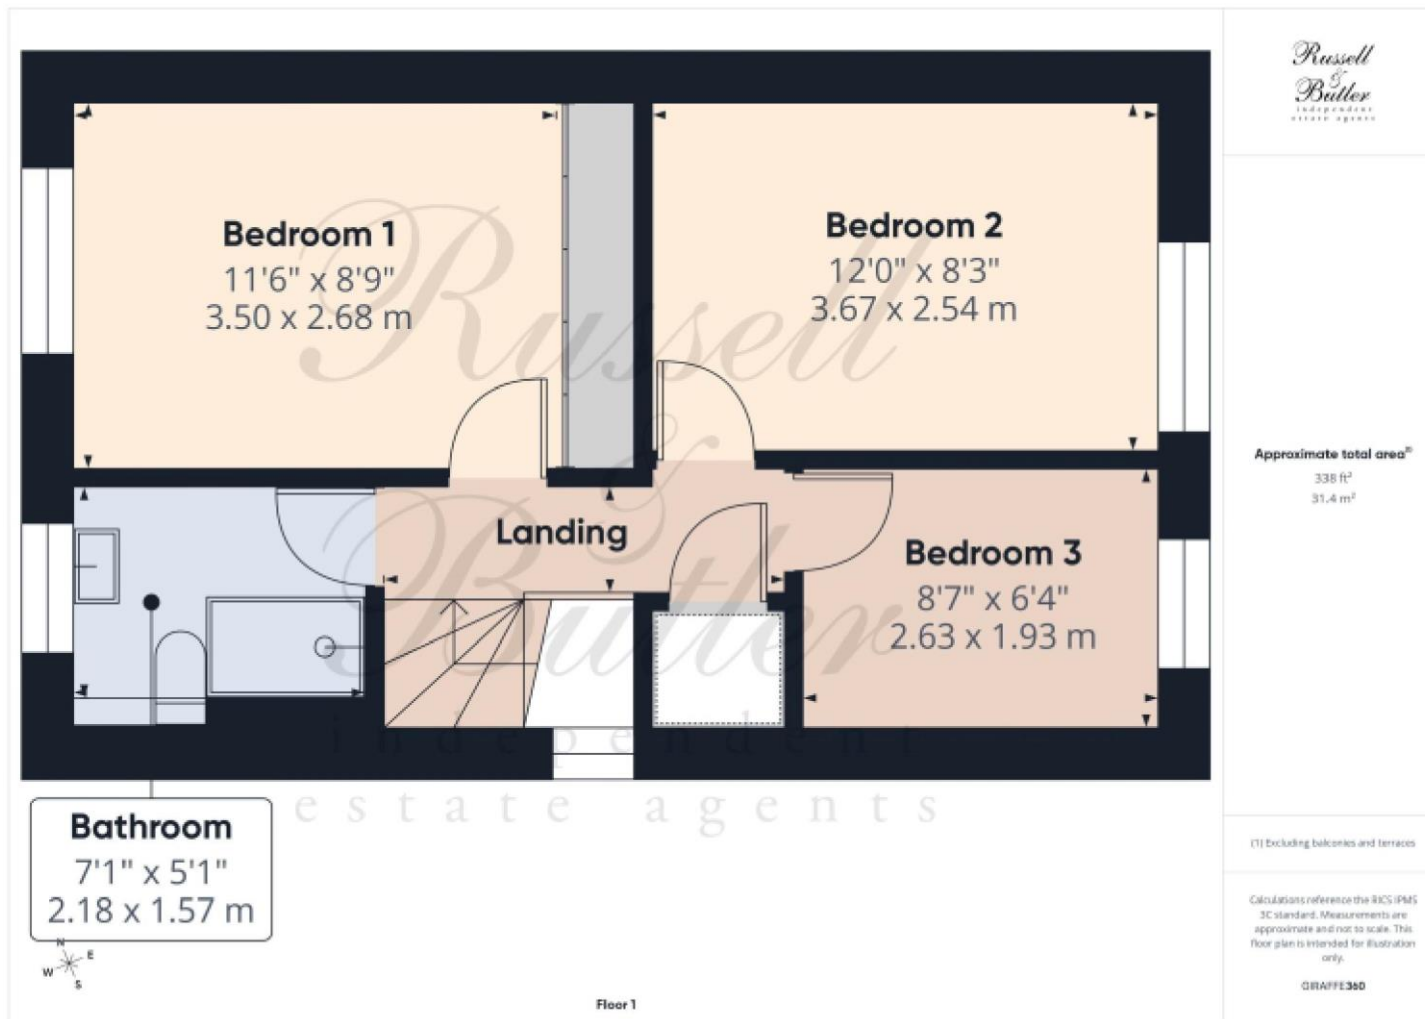 Bedroom 1
11'6" x 8'9"
3.50 x 2.68 m
Bedroom 2
12'0" x 8'3"
3.67 x 2.54 m
Landing
Bedroom 3
8'7" x 6'4"
2.63 x 1.93 m
Bathroom
7'1" x 5'1"
2.18 x 1.57 m
Russell
&
Butler
independent
estate agents
N
E
W
S
Floor 1
Russell
&
Butler
independent
estate agents
Approximate total area⁽¹⁾
338 ft²
31.4 m²
(1) Excluding balconies and terraces
Calculations reference the RICS IPMS
3C standard. Measurements are
approximate and not to scale. This
floor plan is intended for illustration
only.
GIRAFFE360